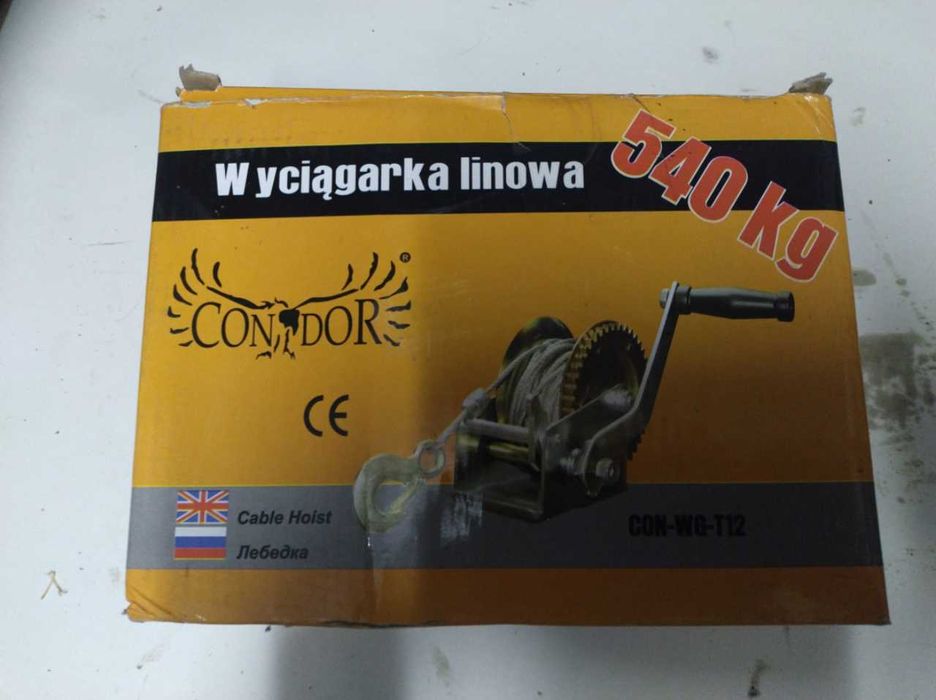 Wyciągarka linowa
540 kg
CONDOR®
CE
Cable Hoist
Лебедка
CON-WG-T12